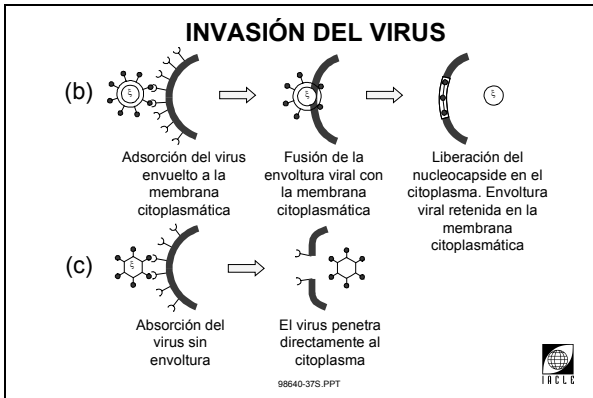 INVASIÓN DEL VIRUS
(b)
ξ
ξ
ξ
Adsorción del virus
envuelto a la
membrana
citoplasmática
Fusión de la
envoltura viral con
la membrana
citoplasmática
Liberación del
nucleocapside en el
citoplasma. Envoltura
viral retenida en la
membrana
citoplasmática
(c)
ξ
Absorción del
virus sin
envoltura
El virus penetra
directamente al
citoplasma
98640-37S.PPT
IACLE